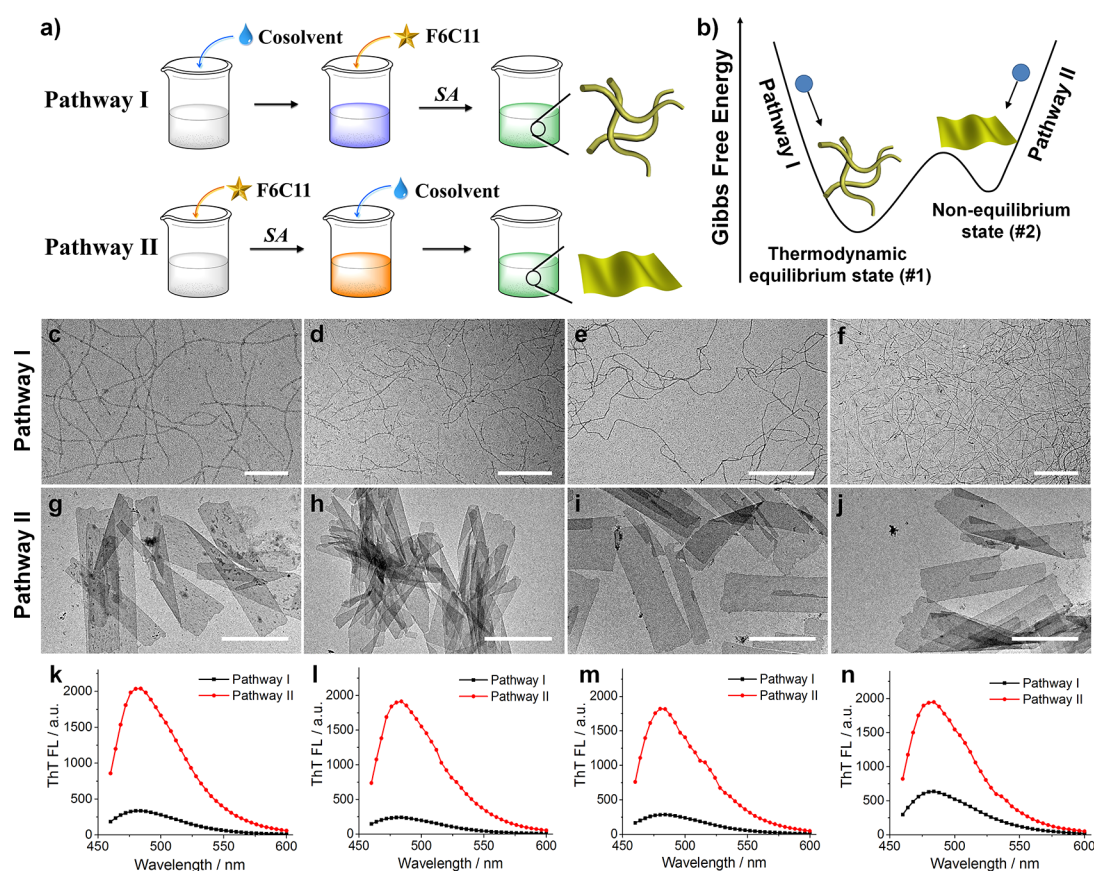 a)
Cosolvent
F6C11
Pathway I
SA
F6C11
Cosolvent
Pathway II
SA
b)
Gibbs Free Energy
Pathway I
Pathway II
Non-equilibrium
state (#2)
Thermodynamic
equilibrium state (#1)
Pathway I
c
d
e
f
Pathway II
g
h
i
j
k
ThT FL / a.u.
2000
1500
1000
500
0
Pathway I
Pathway II
450
500
550
600
Wavelength / nm
l
ThT FL / a.u.
2000
1500
1000
500
0
Pathway I
Pathway II
450
500
550
600
Wavelength / nm
m
ThT FL / a.u.
2000
1500
1000
500
0
Pathway I
Pathway II
450
500
550
600
Wavelength / nm
n
ThT FL / a.u.
2000
1500
1000
500
0
Pathway I
Pathway II
450
500
550
600
Wavelength / nm